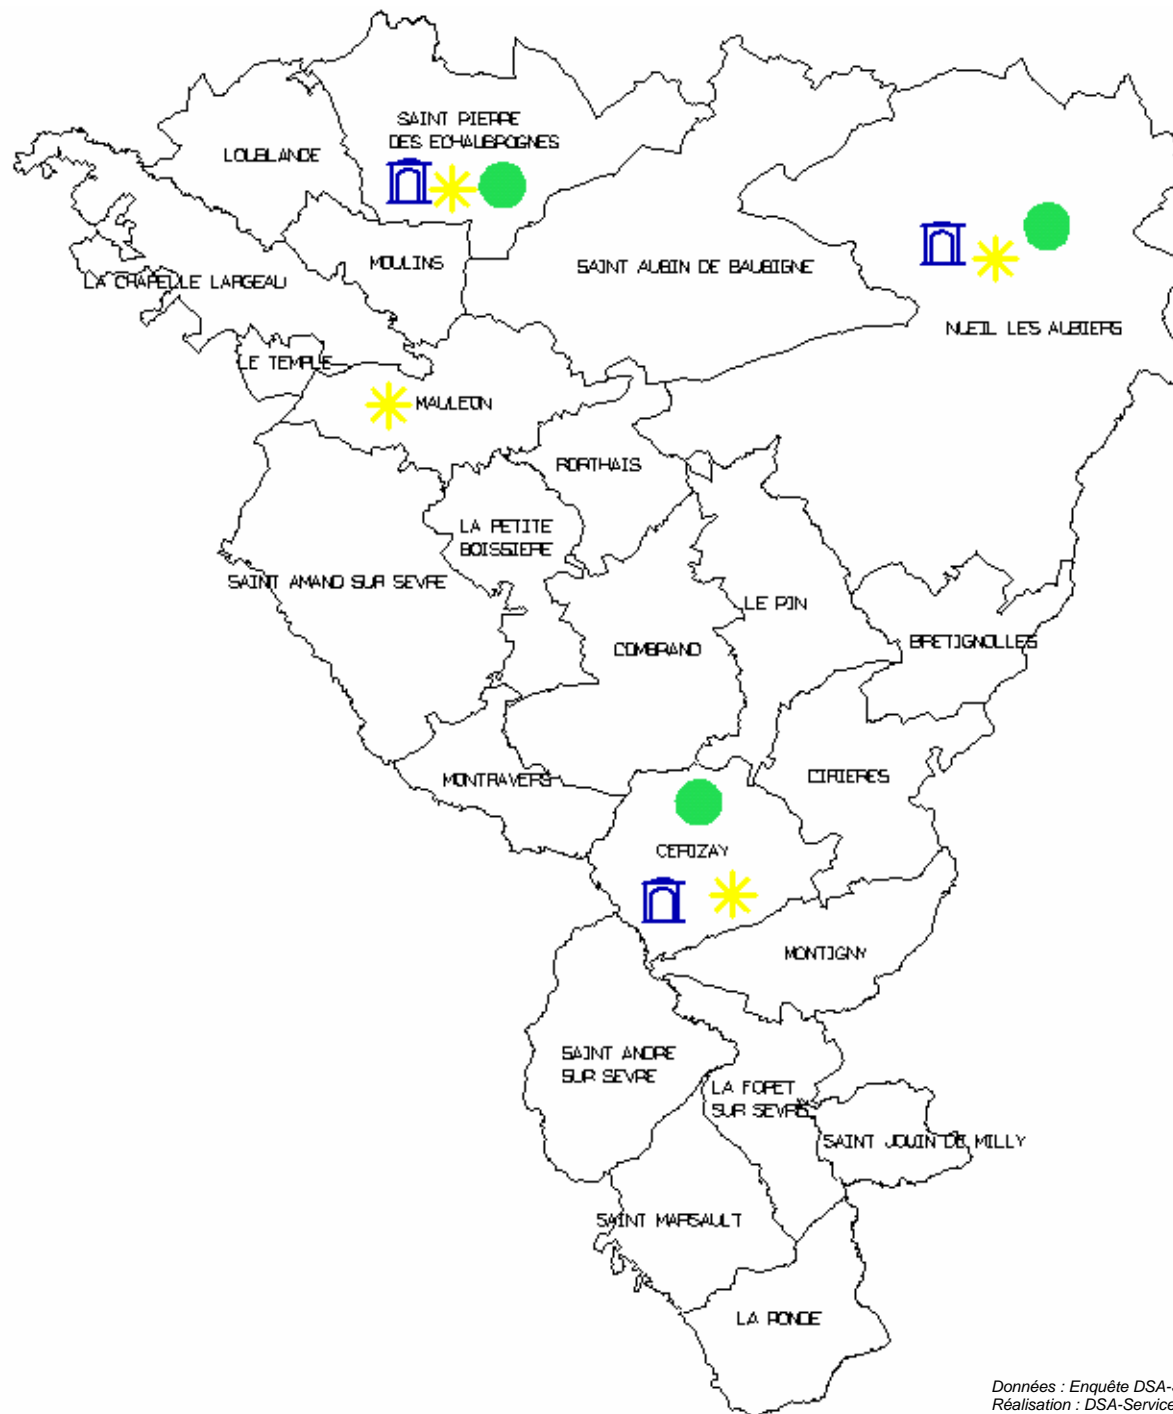 SAINT PIERRE
DES ECHAUBROGNES
LOUBLANDE
MOULINS
SAINT AUBIN DE BAUBIGNE
LA CHAPELLE LARGEAU
NUEIL LES AUBIERS
LE TEMPLE
MAULEON
RORTHAIS
LA PETITE
BOISSIERE
SAINT AMAND SUR SEVRE
LE PIN
BRETIGNOLLES
COMBRAND
MONTRAVERS
CIRIERES
CERIZAY
MONTIGNY
SAINT ANDRE
SUR SEVRE
LA FORET
SUR SEVRE
SAINT JOUIN DE MILLY
SAINT MARSAULT
LA RONDE
Données : Enquête DSA-
Réalisation : DSA-Service